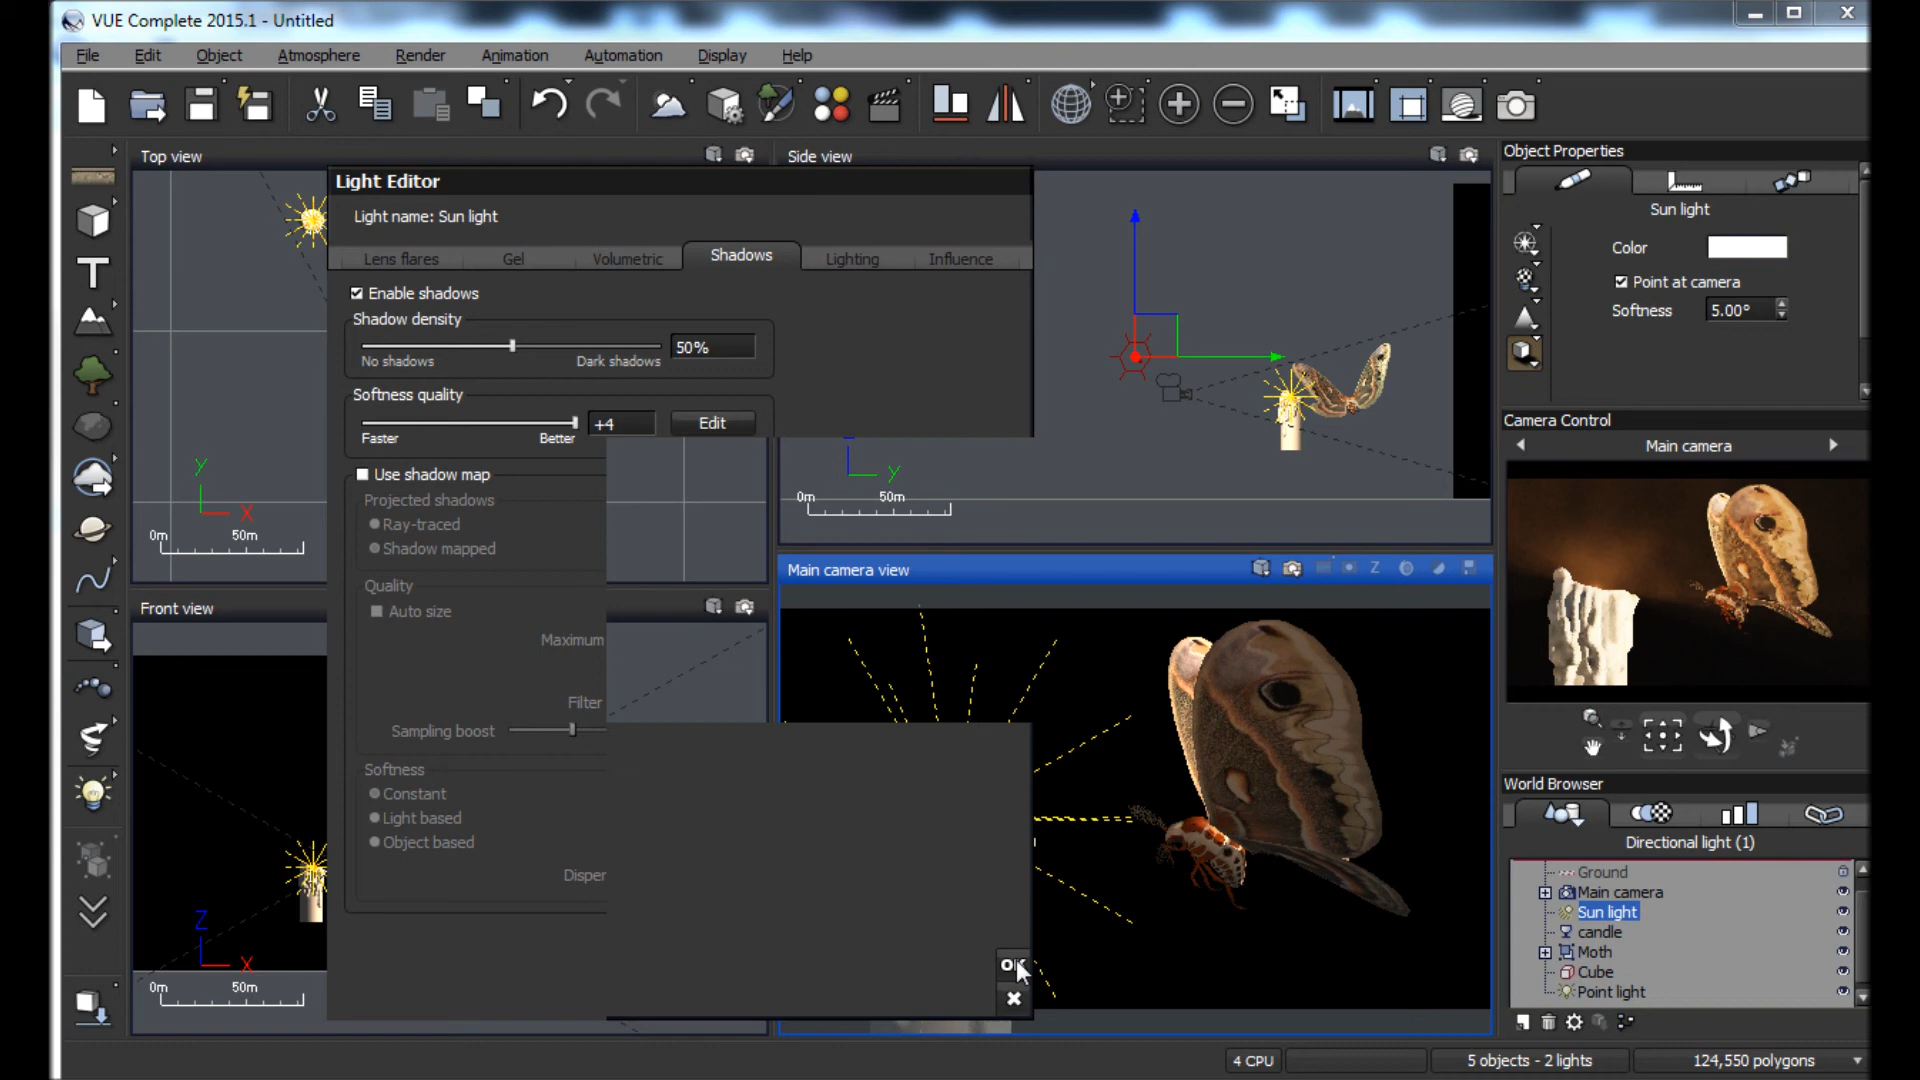 VUE Complete 2015.1 - Untitled
File Edit Object Atmosphere Render Animation Automation Display Help
Top view
Side view
Light Editor
Light name: Sun light
Lens flares Gel Volumetric Shadows Lighting Influence
Enable shadows
Shadow density
50%
No shadows Dark shadows
Softness quality
+4 Edit
Faster Better
Use shadow map
Projected shadows
Ray-traced
Shadow mapped
Quality
Auto size
Maximum
Filter
Sampling boost
Softness
Constant
Light based
Object based
Disper
OK
Y
X
0m 50m
Front view
Z
X
0m 50m
Y
0m 50m
Main camera view
Z
Object Properties
Sun light
Color
Point at camera
Softness 5.00°
Camera Control
Main camera
World Browser
Directional light (1)
Ground
Main camera
Sun light
candle
Moth
Cube
Point light
4 CPU 5 objects - 2 lights 124,550 polygons